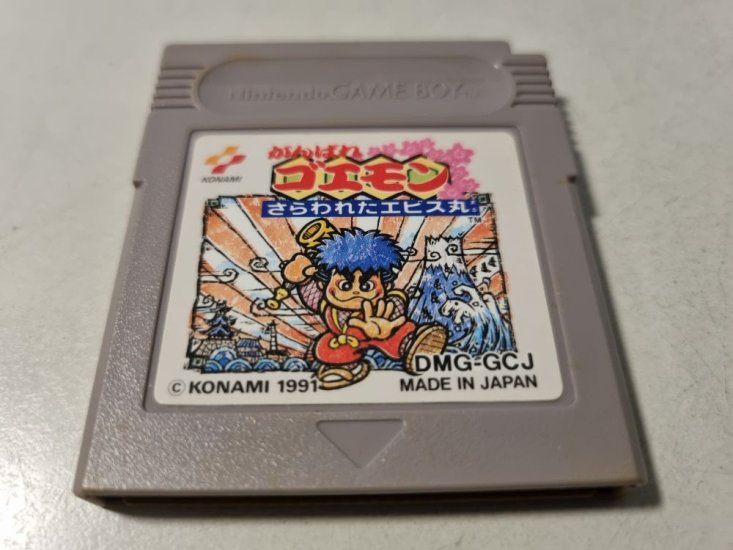 Nintendo GAME BOY
KONAMI
がんばれ
ゴエモン
さらわれたエビス丸
TM
DMG-GCJ
© KONAMI 1991
MADE IN JAPAN